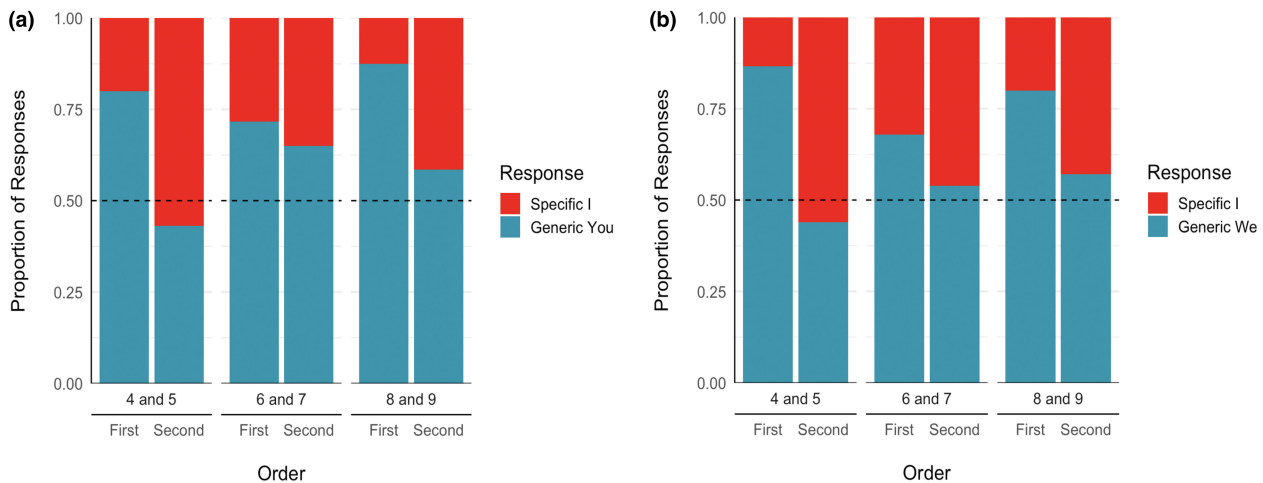 (a)
Proportion of Responses
1.00
0.75
0.50
0.25
0.00
4 and 5 6 and 7 8 and 9
First Second First Second First Second
Order
Response
Specific I
Generic You
(b)
Proportion of Responses
1.00
0.75
0.50
0.25
0.00
4 and 5 6 and 7 8 and 9
First Second First Second First Second
Order
Response
Specific I
Generic We